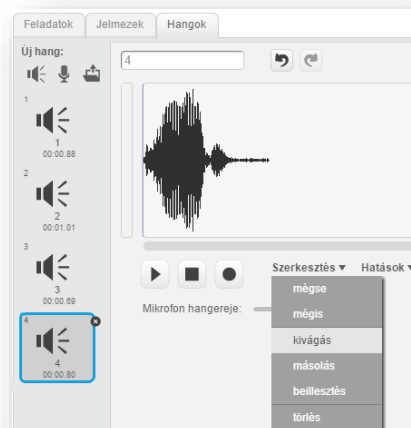 Feladatok Jelmezek Hangok
Új hang:
4
1
1
00:00.88
2
2
00:01.01
3
3
00:00.69
4
4
00:00.80
Szerkesztés Hatások
Mikrofon hangereje:
mégse
mégis
kivágás
másolás
beillesztés
törlés